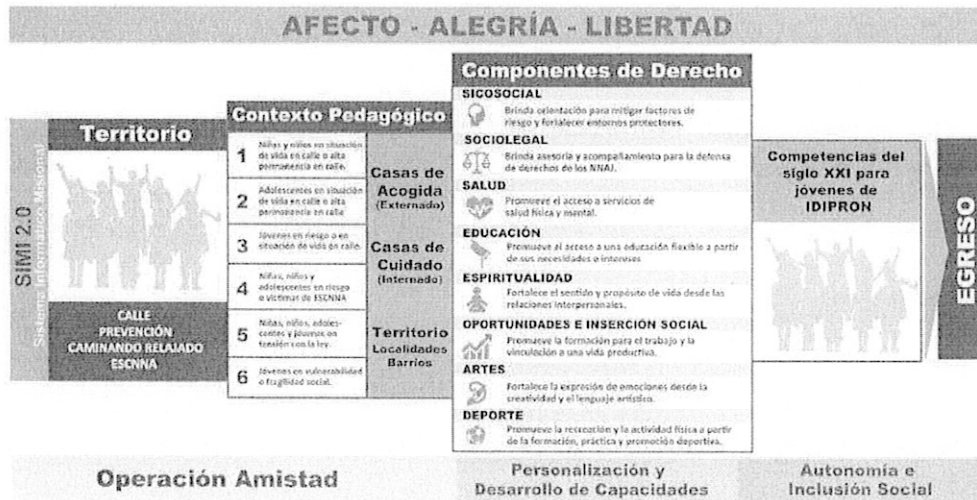 AFECTO - ALEGRÍA - LIBERTAD
SIMI 2.0
Sistema Informático Misional
Territorio
CALLE
PREVENCIÓN
CAMINANDO RELAJADO
ESCNNA
Contexto Pedagógico
1 Niñas y niños en situación
de vida en calle o alta
permanencia en calle.
2 Adolescentes en situación
de vida en calle o alta
permanencia en calle
3 Jóvenes en riesgo o en
situación de vida en calle.
4 Niñas, niños y
adolescentes en riesgo
o víctimas de ESCNNA
5 Niñas, niños, adoles-
centes y jóvenes en
tensión con la ley.
6 Jóvenes en vulnerabilidad
o fragilidad social.
Casas de
Acogida
(Externado)
Casas de
Cuidado
(Internado)
Territorio
Localidades
Barrios
Componentes de Derecho
SICOSOCIAL
Brinda orientación para mitigar factores de
riesgo y fortalecer entornos protectores.
SOCIOLEGAL
Brinda asesoría y acompañamiento para la defensa
de derechos de los NNAJ.
SALUD
Promueve el acceso a servicios de
salud física y mental.
EDUCACIÓN
Promueve el acceso a una educación flexible a partir
de sus necesidades e intereses
ESPIRITUALIDAD
Fortalece el sentido y propósito de vida desde las
relaciones interpersonales.
OPORTUNIDADES E INSERCIÓN SOCIAL
Promueve la formación para el trabajo y la
vinculación a una vida productiva.
ARTES
Fortalece la expresión de emociones desde la
creatividad y el lenguaje artístico.
DEPORTE
Promueve la recreación y la actividad física a partir
de la formación, práctica y promoción deportiva.
Competencias del
siglo XXI para
jóvenes de
IDIPRON
EGRESO
Operación Amistad
Personalización y
Desarrollo de Capacidades
Autonomía e
Inclusión Social